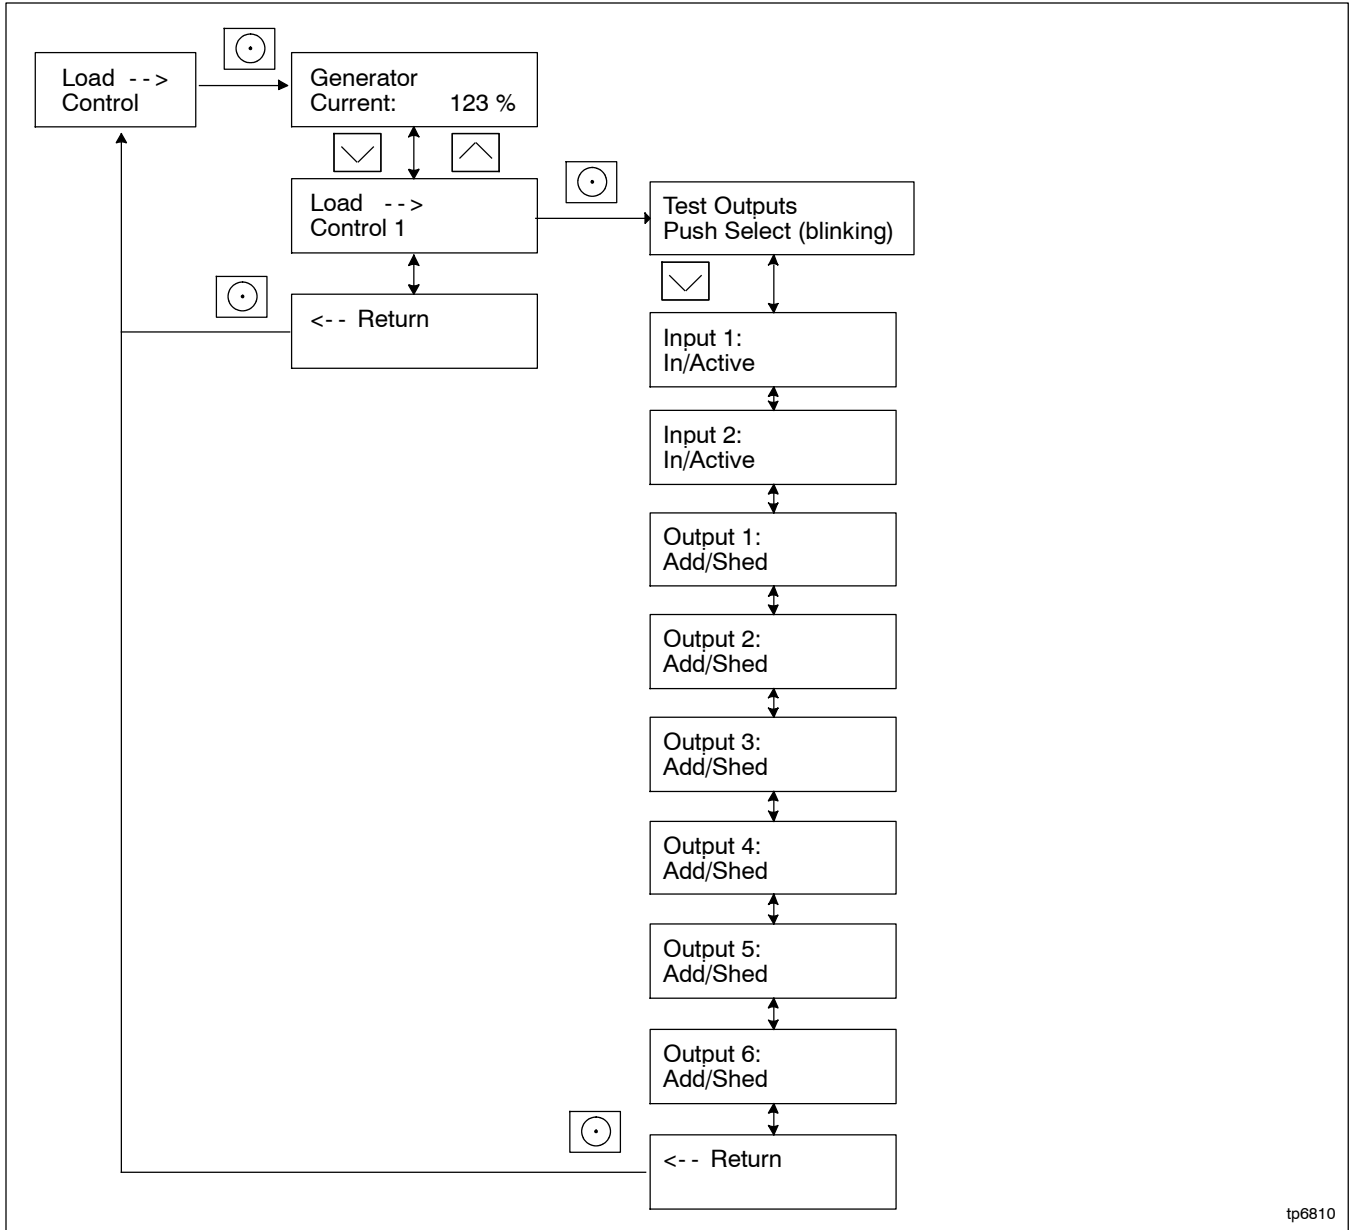 Load - - >
Control
Generator
Current: 123 %
Load - - >
Control 1
Test Outputs
Push Select (blinking)
<- - Return
Input 1:
In/Active
Input 2:
In/Active
Output 1:
Add/Shed
Output 2:
Add/Shed
Output 3:
Add/Shed
Output 4:
Add/Shed
Output 5:
Add/Shed
Output 6:
Add/Shed
<- - Return
tp6810